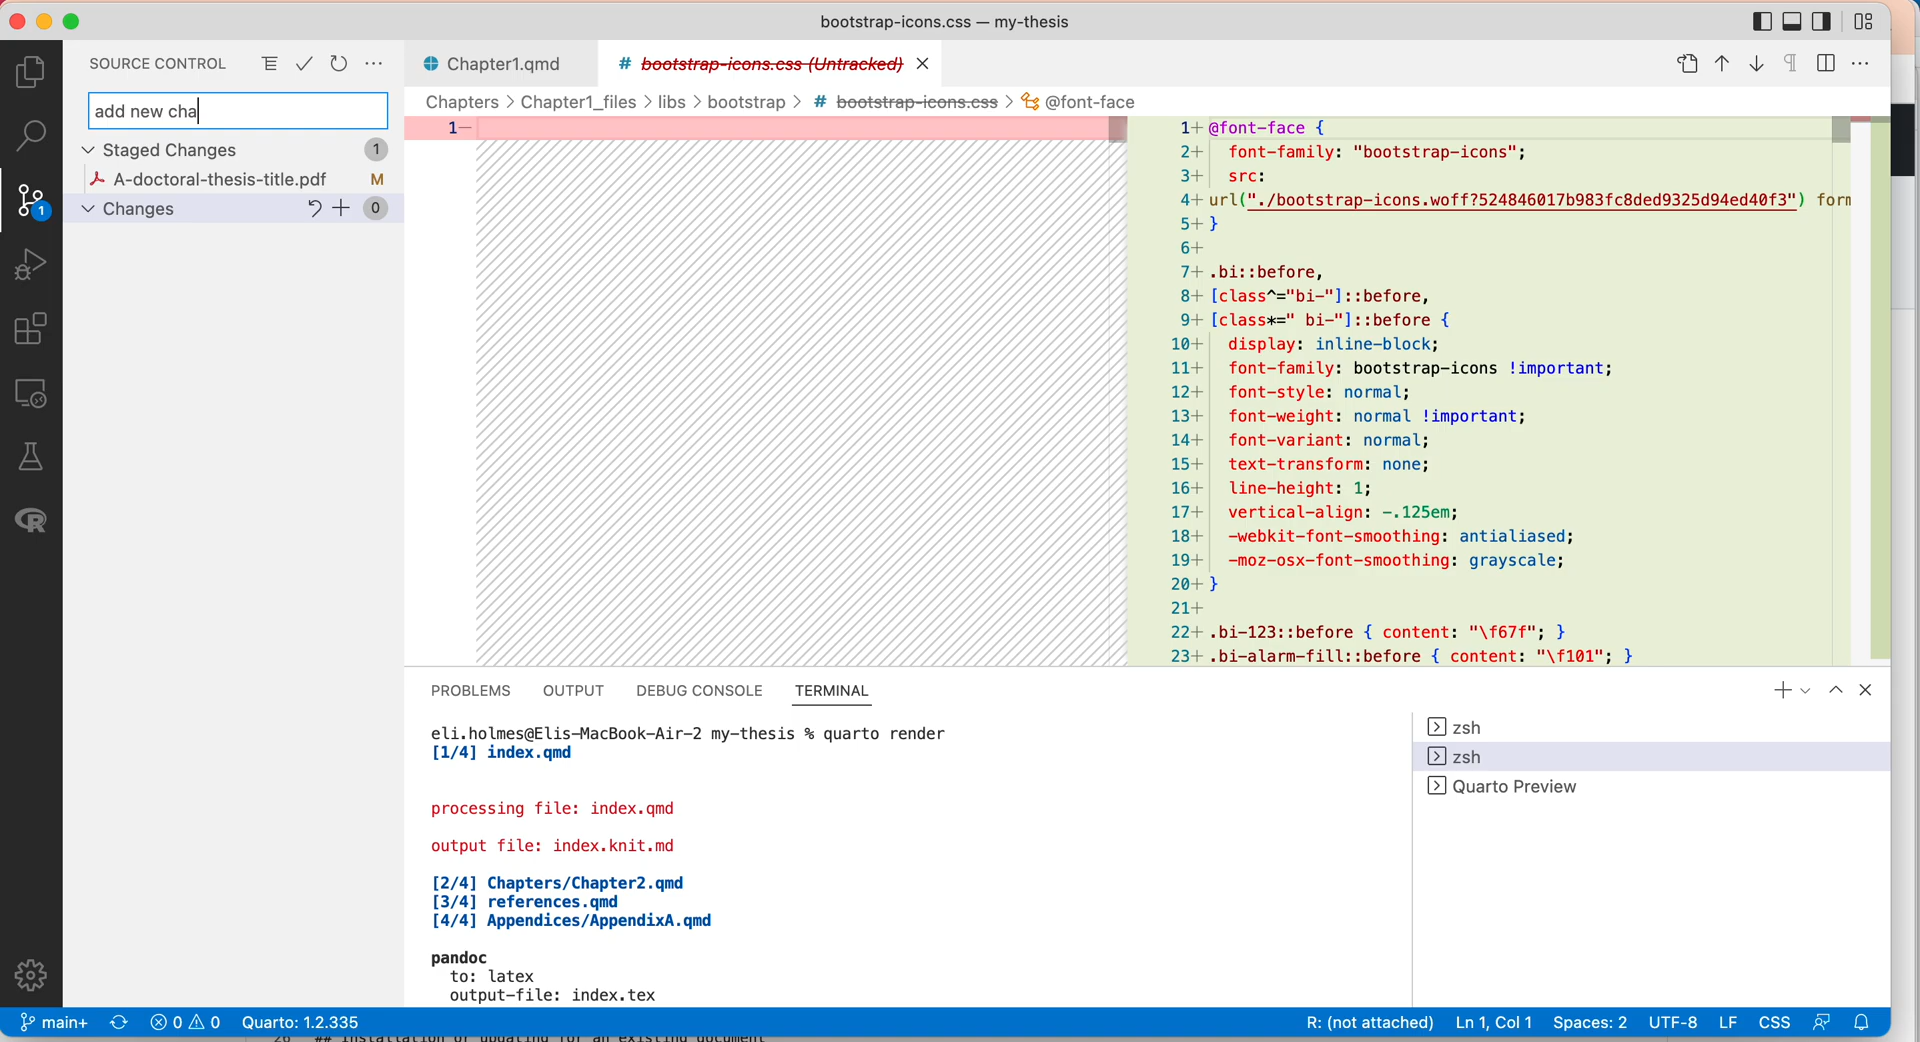 bootstrap-icons.css — my-thesis
SOURCE CONTROL
Chapter1.qmd
# bootstrap-icons.css (Untracked)
add new cha
Chapters > Chapter1_files > libs > bootstrap > # bootstrap-icons.css > @font-face
Staged Changes 1
A-doctoral-thesis-title.pdf M
Changes 0
1
1+ @font-face {
2+ font-family: "bootstrap-icons";
3+ src:
4+ url("./bootstrap-icons.woff?524846017b983fc8ded9325d94ed40f3") form
5+ }
6+
7+ .bi::before,
8+ [class^="bi-"]::before,
9+ [class*=" bi-"]::before {
10+ display: inline-block;
11+ font-family: bootstrap-icons !important;
12+ font-style: normal;
13+ font-weight: normal !important;
14+ font-variant: normal;
15+ text-transform: none;
16+ line-height: 1;
17+ vertical-align: -.125em;
18+ -webkit-font-smoothing: antialiased;
19+ -moz-osx-font-smoothing: grayscale;
20+ }
21+
22+ .bi-123::before { content: "\f67f"; }
23+ .bi-alarm-fill::before { content: "\f101"; }
1
PROBLEMS OUTPUT DEBUG CONSOLE TERMINAL
eli.holmes@Elis-MacBook-Air-2 my-thesis % quarto render
[1/4] index.qmd
processing file: index.qmd
output file: index.knit.md
[2/4] Chapters/Chapter2.qmd
[3/4] references.qmd
[4/4] Appendices/AppendixA.qmd
pandoc
to: latex
output-file: index.tex
zsh
zsh
Quarto Preview
main+ 0 0 Quarto: 1.2.335 R: (not attached) Ln 1, Col 1 Spaces: 2 UTF-8 LF CSS